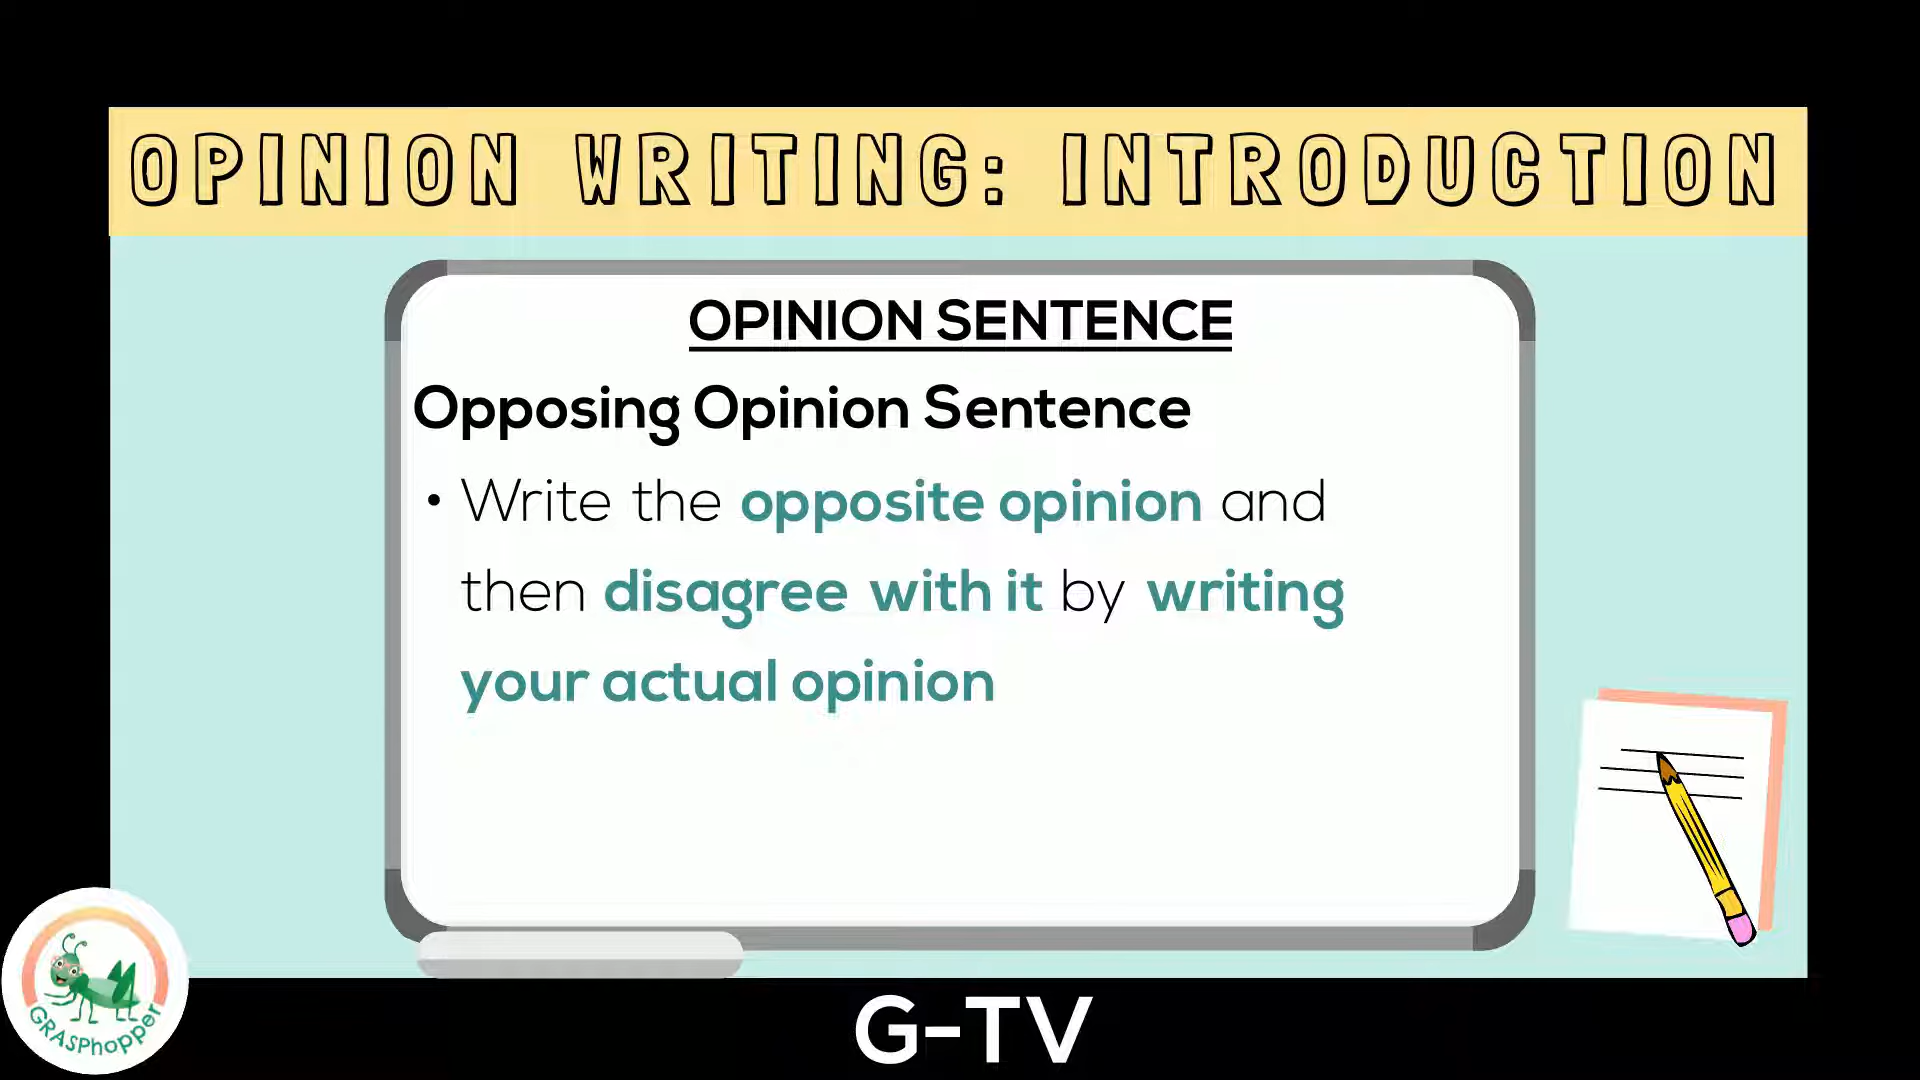 OPINION WRITING: INTRODUCTION
OPINION SENTENCE
Opposing Opinion Sentence
• Write the opposite opinion and
then disagree with it by writing
your actual opinion
GRASPhopper
G-TV